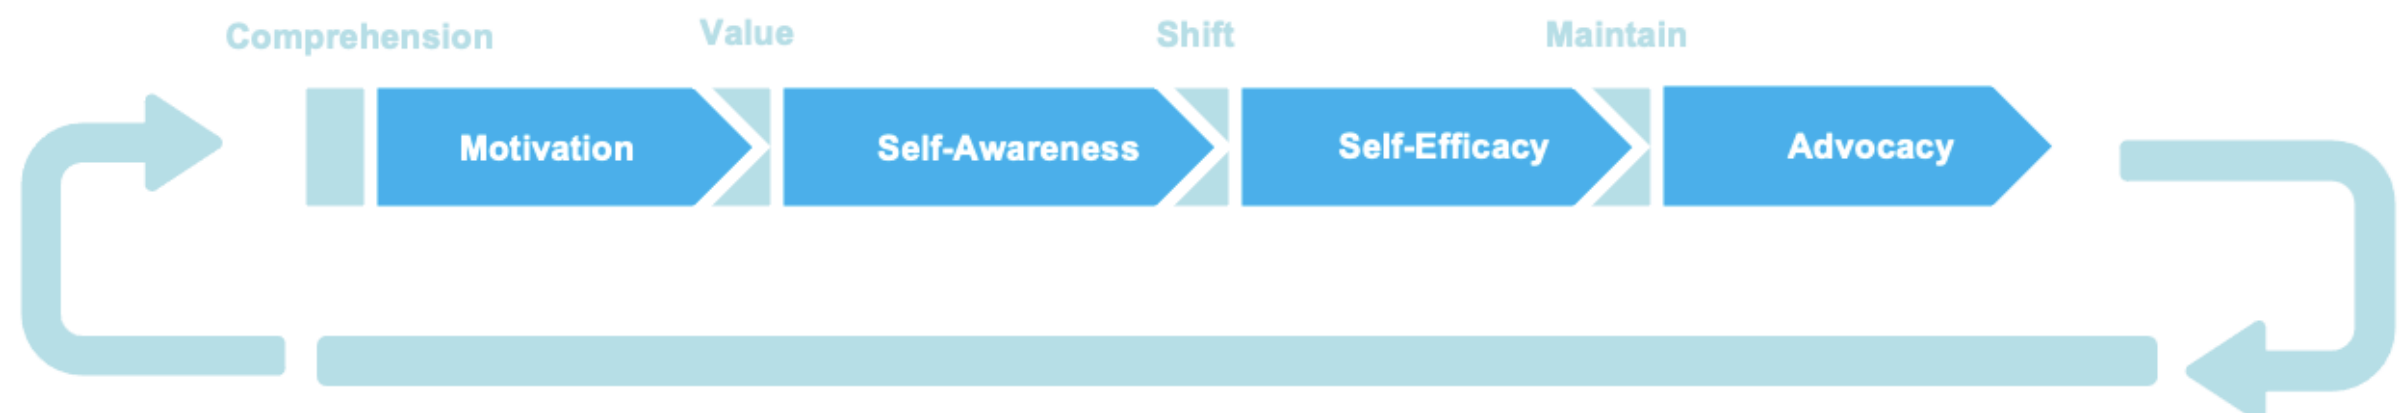 Comprehension
Value
Shift
Maintain
Motivation
Self-Awareness
Self-Efficacy
Advocacy